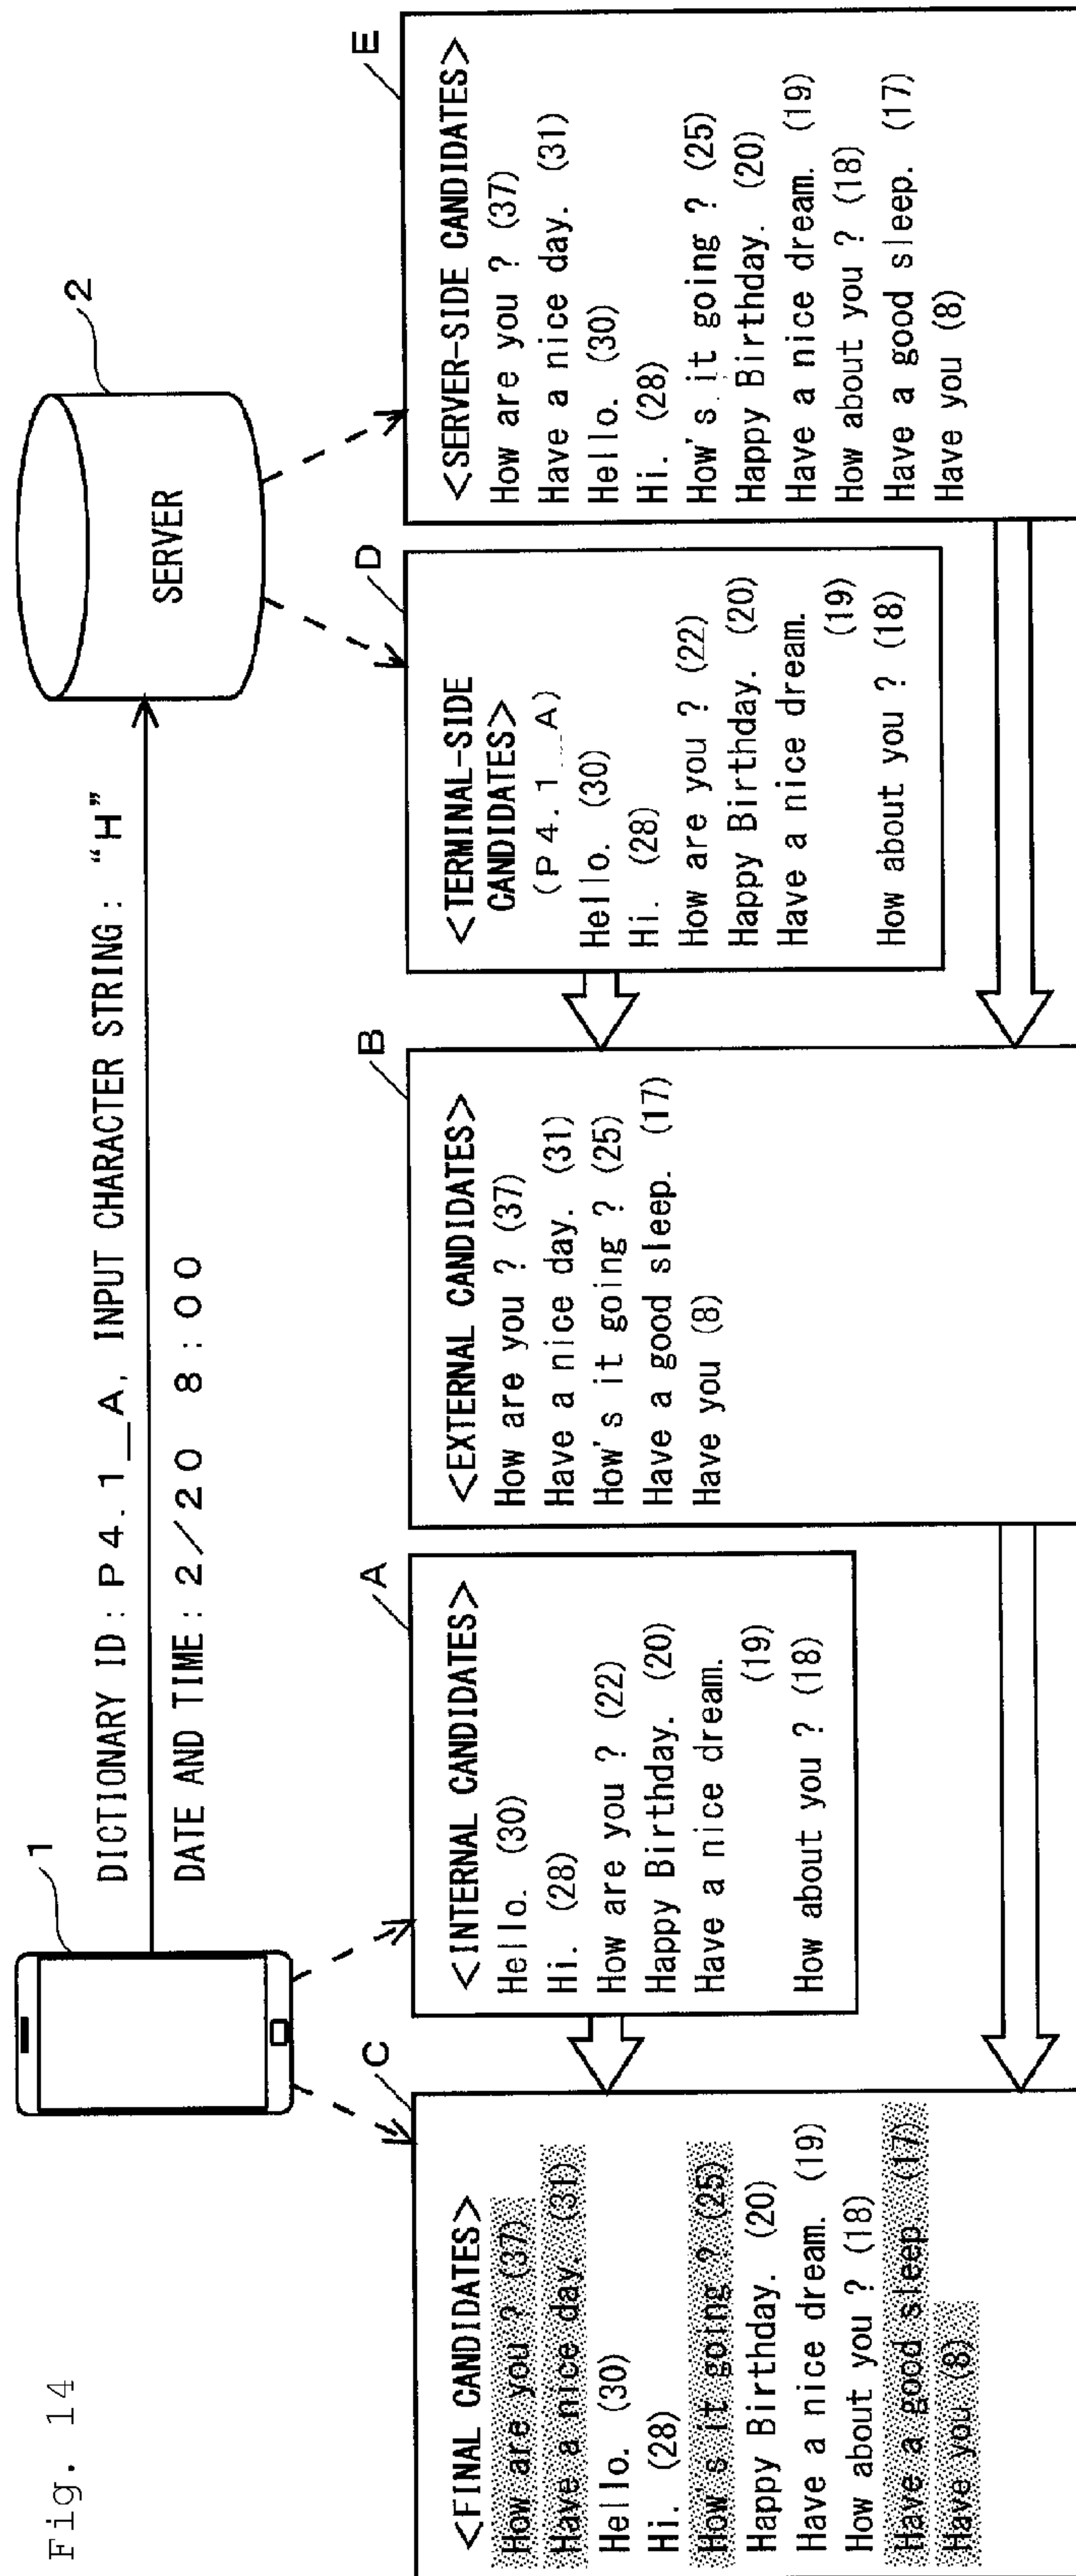 Fig. 14
1
DICTIONARY ID: P4.1__A, INPUT CHARACTER STRING: "H"
DATE AND TIME: 2/20 8:00
2
SERVER
C
<FINAL CANDIDATES>
How are you? (37)
Have a nice day. (31)
Hello. (30)
Hi. (28)
How's it going? (25)
Happy Birthday. (20)
Have a nice dream. (19)
How about you? (18)
Have a good sleep. (17)
Have you (8)
A
<INTERNAL CANDIDATES>
Hello. (30)
Hi. (28)
How are you? (22)
Happy Birthday. (20)
Have a nice dream.
(19)
How about you? (18)
B
<EXTERNAL CANDIDATES>
How are you? (37)
Have a nice day. (31)
How's it going? (25)
Have a good sleep. (17)
Have you (8)
D
<TERMINAL-SIDE
CANDIDATES>
(P4.1__A)
Hello. (30)
Hi. (28)
How are you? (22)
Happy Birthday. (20)
Have a nice dream.
(19)
How about you? (18)
E
<SERVER-SIDE CANDIDATES>
How are you? (37)
Have a nice day. (31)
Hello. (30)
Hi. (28)
How's it going? (25)
Happy Birthday. (20)
Have a nice dream. (19)
How about you? (18)
Have a good sleep. (17)
Have you (8)